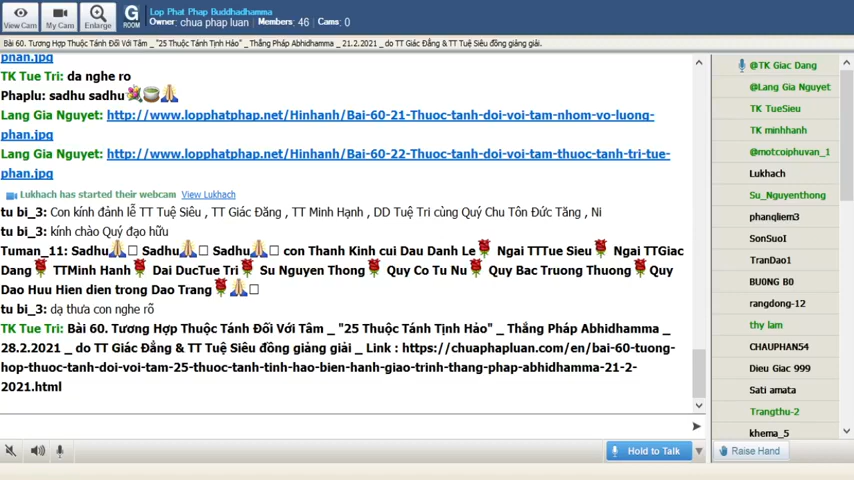 View Cam
My Cam
Enlarge
G
ROOM
Lop Phat Phap Buddhadhamma
Owner: chua phap luan  Members: 46  Cams: 0
Bài 60. Tương Hợp Thuộc Tánh Đối Với Tâm _ "25 Thuộc Tánh Tịnh Hảo" _ Thắng Pháp Abhidhamma _ 21.2.2021 _ do TT Giác Đẳng & TT Tuệ Siêu đồng giảng giải.
phan.jpg
TK Tue Tri: da nghe ro
Phaplu: sadhu sadhu
Lang Gia Nguyet: http://www.lopphatphap.net/Hinhanh/Bai-60-21-Thuoc-tanh-doi-voi-tam-nhom-vo-luong-
phan.jpg
Lang Gia Nguyet: http://www.lopphatphap.net/Hinhanh/Bai-60-22-Thuoc-tanh-doi-voi-tam-thuoc-tanh-tri-tue-
phan.jpg
Lukhach has started their webcam View Lukhach
tu bi_3: Con kính đảnh lễ TT Tuệ Siêu , TT Giác Đăng , TT Minh Hạnh , DD Tuệ Tri cùng Quý Chu Tôn Đức Tăng , Ni
tu bi_3: kính chào Quý đạo hữu
Tuman_11: Sadhu🙏 Sadhu🙏 Sadhu🙏 con Thanh Kinh cui Dau Danh Le🌹 Ngai TTTue Sieu🌹 Ngai TTGiac
Dang🌹 TTMinh Hanh🌹 Dai DucTue Tri🌹 Su Nguyen Thong🌹 Quy Co Tu Nu🌹 Quy Bac Truong Thuong🌹Quy
Dao Huu Hien dien trong Dao Trang🌹🙏
tu bi_3: dạ thưa con nghe rõ
TK Tue Tri: Bài 60. Tương Hợp Thuộc Tánh Đối Với Tâm _ "25 Thuộc Tánh Tịnh Hảo" _ Thắng Pháp Abhidhamma _
28.2.2021 _ do TT Giác Đẳng & TT Tuệ Siêu đồng giảng giải _ Link : https://chuaphapluan.com/en/bai-60-tuong-
hop-thuoc-tanh-doi-voi-tam-25-thuoc-tanh-tinh-hao-bien-hanh-giao-trinh-thang-phap-abhidhamma-21-2-
2021.html
@TK Giac Dang
@Lang Gia Nguyet
TK TueSieu
TK minhhanh
@motcoiphuvan_1
Lukhach
Su_Nguyenthong
phanqliem3
SonSuoI
TranDao1
BU0NG B0
rangdong-12
thy lam
CHAUPHAN54
Dieu Giac 999
Sati amata
Trangthu-2
khema_5
Hold to Talk
Raise Hand